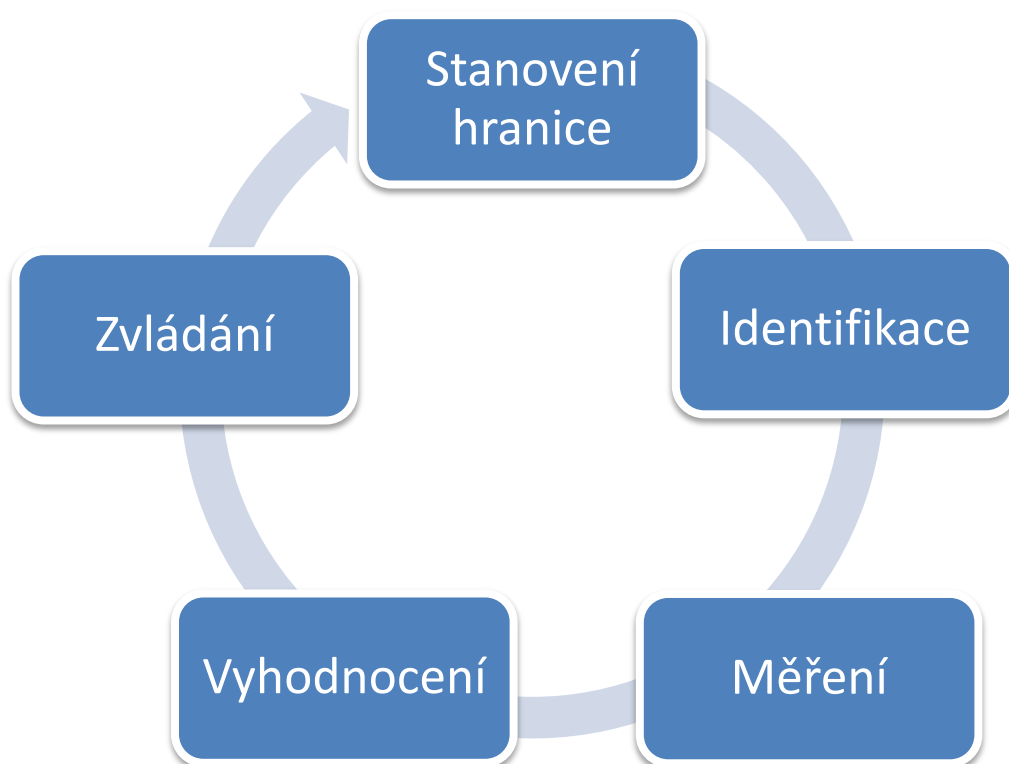 Stanovení
hranice
Identifikace
Měření
Vyhodnocení
Zvládání